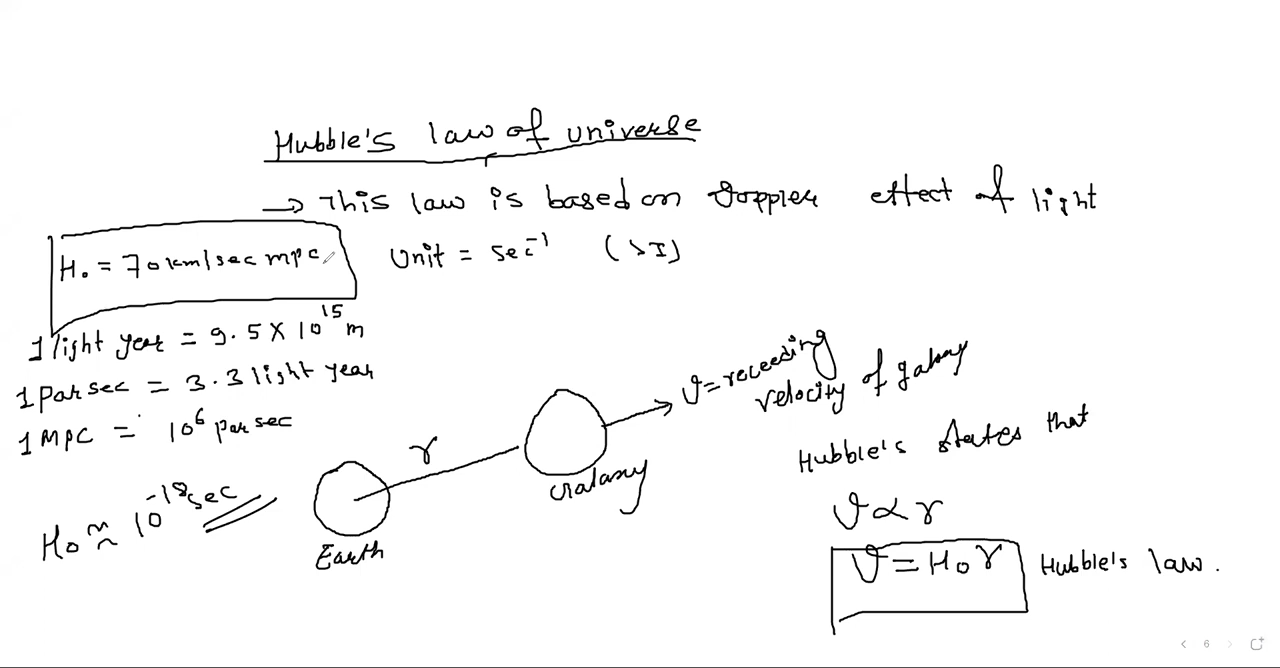 Hubble's law of universe
→ This law is based on Doppler effect of light
H₀ = 70 km/sec mpc
Unit = sec⁻¹ (SI)
1 light year = 9.5 × 10¹⁵ m
1 Parsec = 3.3 light year
1 MPC = 10⁶ parsec
H₀ ≈ 10⁻¹⁸ sec
r
Earth
Galaxy
v = receeding
velocity of galaxy
Hubble's states that
v ∝ r
v = H₀ r Hubble's law.
6